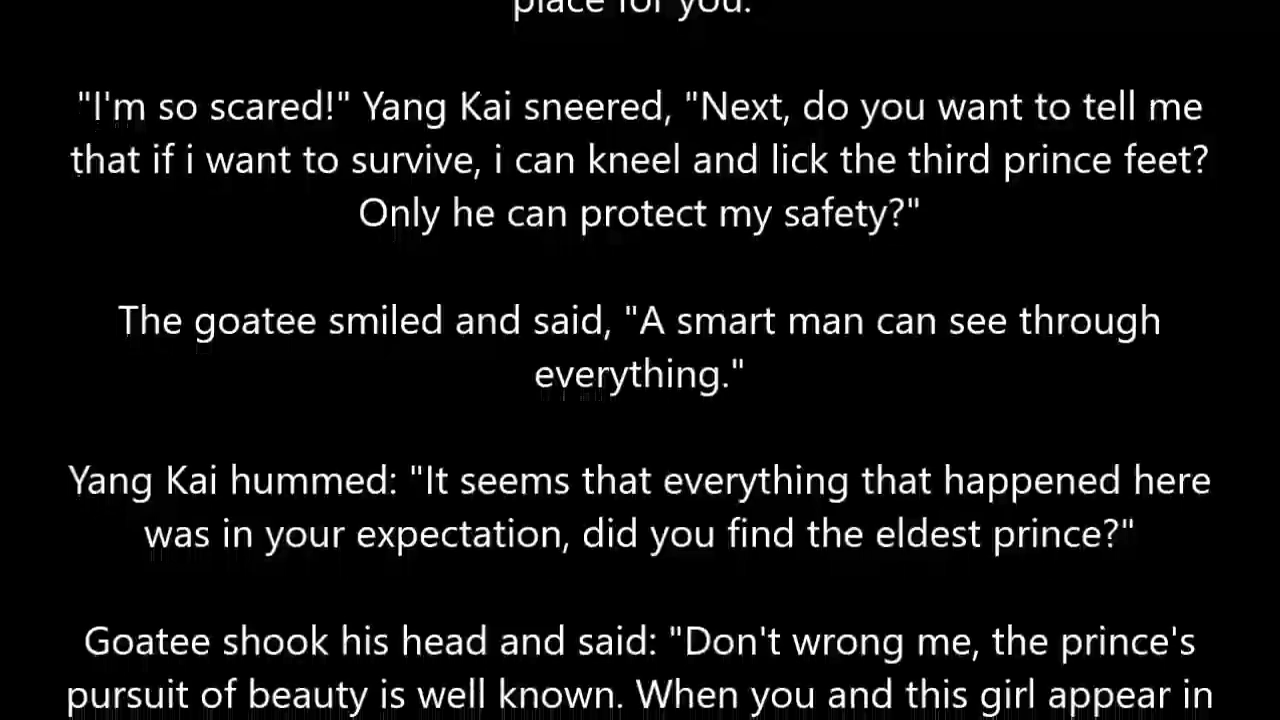 place for you.
"I'm so scared!" Yang Kai sneered, "Next, do you want to tell me
that if i want to survive, i can kneel and lick the third prince feet?
Only he can protect my safety?"
The goatee smiled and said, "A smart man can see through
everything."
Yang Kai hummed: "It seems that everything that happened here
was in your expectation, did you find the eldest prince?"
Goatee shook his head and said: "Don't wrong me, the prince's
pursuit of beauty is well known. When you and this girl appear in